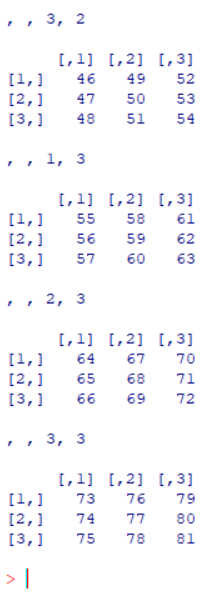 , , 3, 2
[,1] [,2] [,3]
[1,] 46 49 52
[2,] 47 50 53
[3,] 48 51 54
, , 1, 3
[,1] [,2] [,3]
[1,] 55 58 61
[2,] 56 59 62
[3,] 57 60 63
, , 2, 3
[,1] [,2] [,3]
[1,] 64 67 70
[2,] 65 68 71
[3,] 66 69 72
, , 3, 3
[,1] [,2] [,3]
[1,] 73 76 79
[2,] 74 77 80
[3,] 75 78 81
>